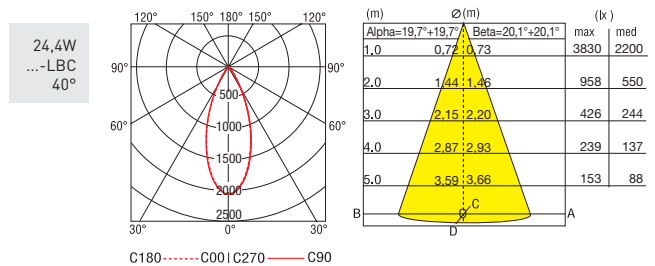 24,4W
...-LBC
40°
120° 150° 180° 150° 120°
90° 90°
500
60° 1000 60°
1500
2000
2500
30° 0° 30°
C180 C00 | C270 C90
(m) Ø(m) (lx)
Alpha=19,7°+19,7° Beta=20,1°+20,1° max med
1,0 0,72 0,73 3830 2200
2.0 1,44 1,46 958 550
3.0 2,15 2,20 426 244
4.0 2,87 2,93 239 137
5.0 3,59 3,66 153 88
C
B A
D